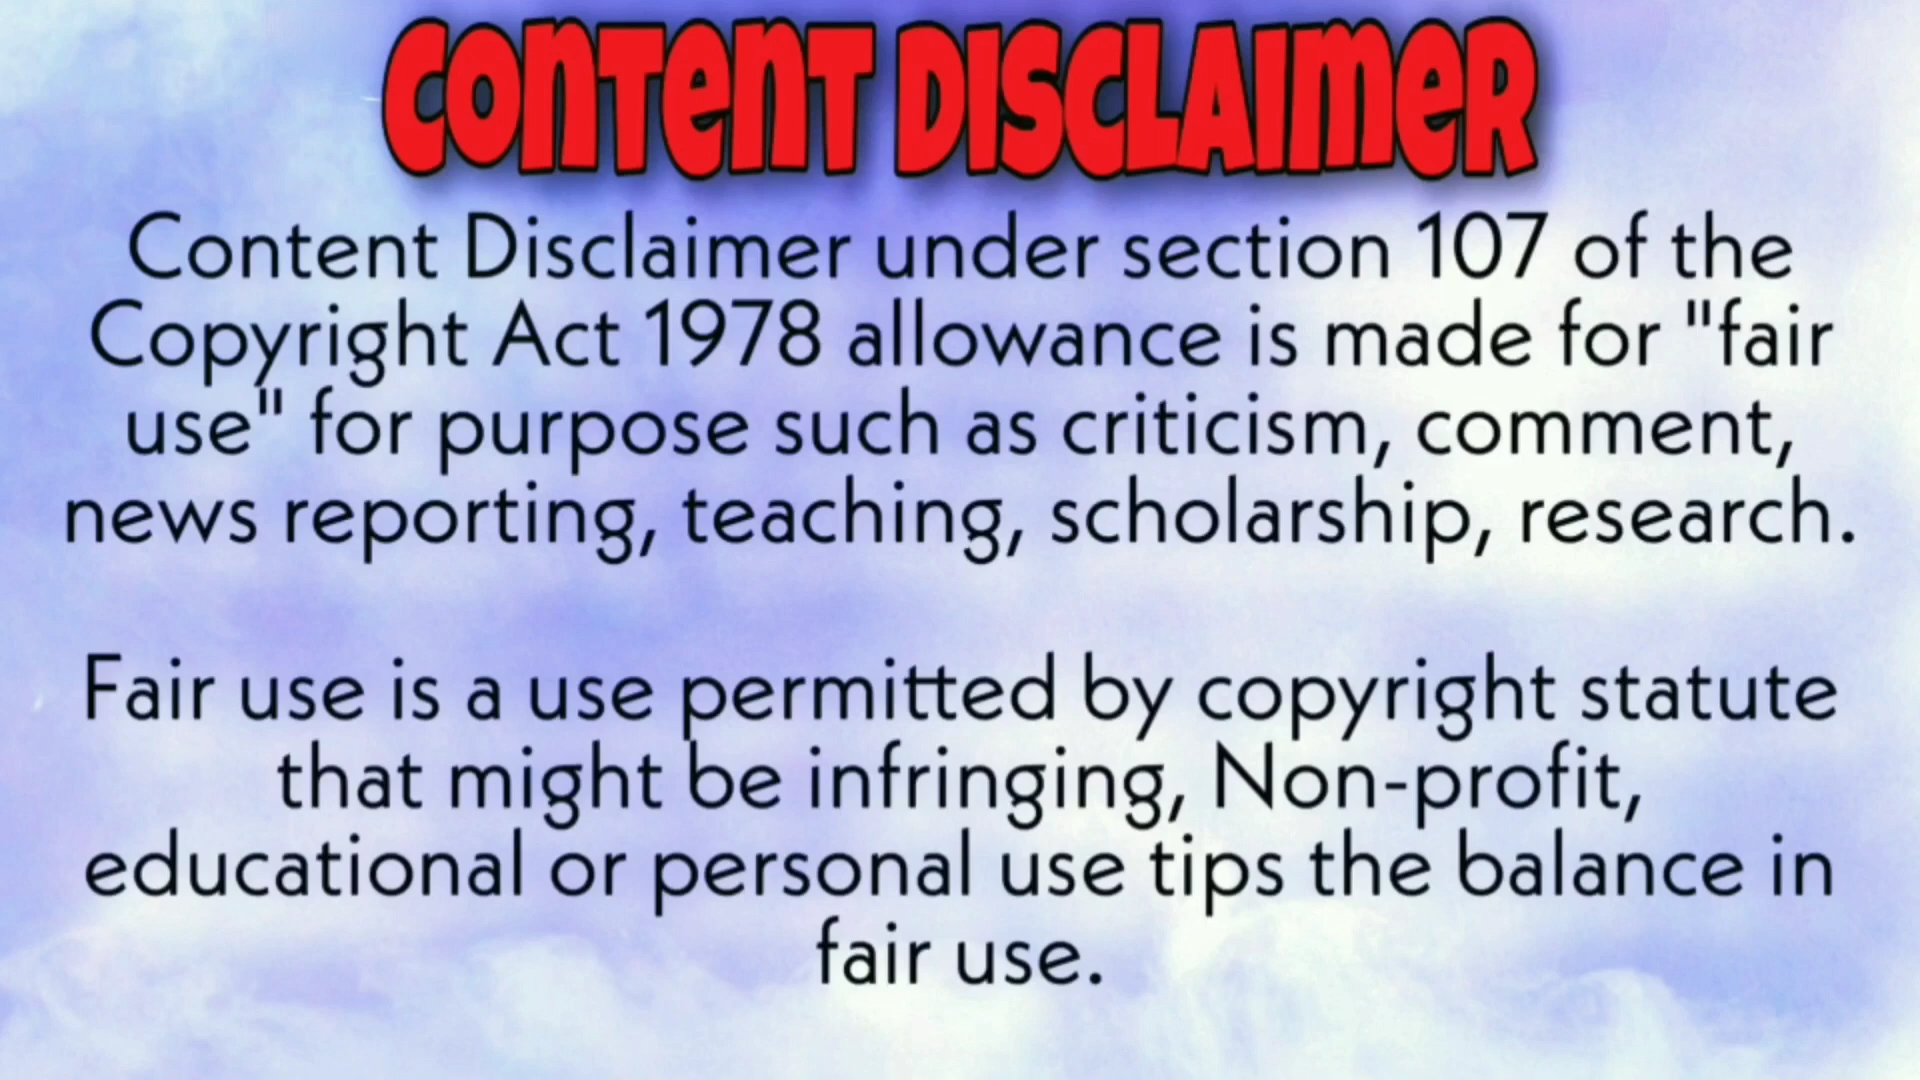 CONTENT DISCLAIMER
Content Disclaimer under section 107 of the
Copyright Act 1978 allowance is made for "fair
use" for purpose such as criticism, comment,
news reporting, teaching, scholarship, research.
Fair use is a use permitted by copyright statute
that might be infringing, Non-profit,
educational or personal use tips the balance in
fair use.